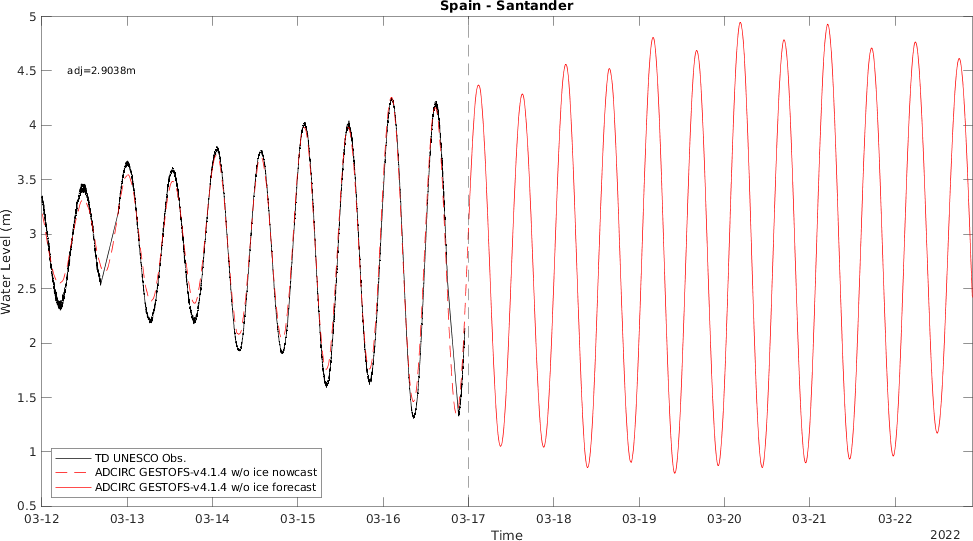 Spain - Santander
adj=2.9038m
Water Level (m)
5
4.5
4
3.5
3
2.5
2
1.5
1
0.5
TD UNESCO Obs.
ADCIRC GESTOFS-v4.1.4 w/o ice nowcast
ADCIRC GESTOFS-v4.1.4 w/o ice forecast
03-12 03-13 03-14 03-15 03-16 03-17 03-18 03-19 03-20 03-21 03-22
Time
2022